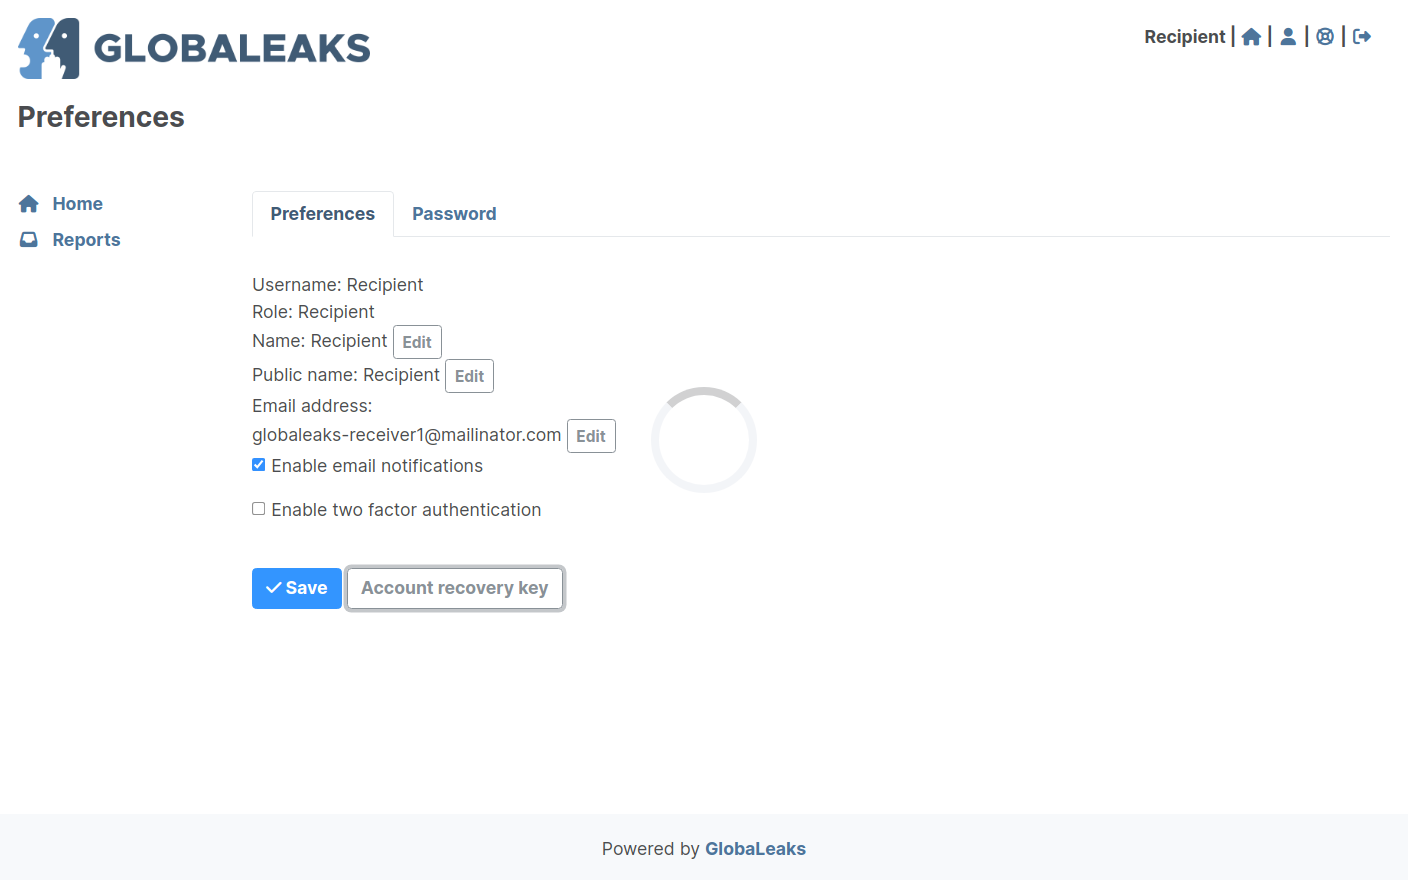 GLOBALEAKS
Recipient | | | |
Preferences
Home
Reports
Preferences Password
Username: Recipient
Role: Recipient
Name: Recipient Edit
Public name: Recipient Edit
Email address:
globaleaks-receiver1@mailinator.com Edit
Enable email notifications
Enable two factor authentication
Save Account recovery key
Powered by GlobaLeaks